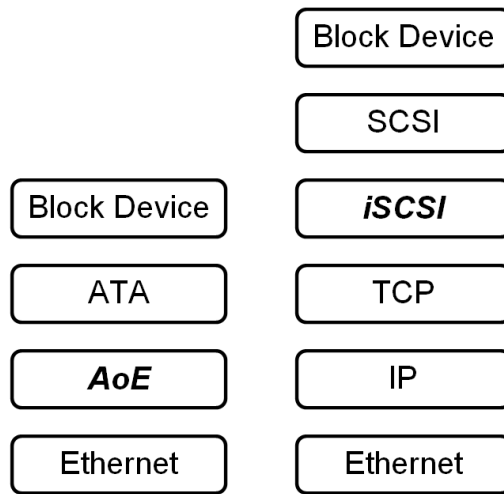 Block Device
ATA
AoE
Ethernet
Block Device
SCSI
iSCSI
TCP
IP
Ethernet